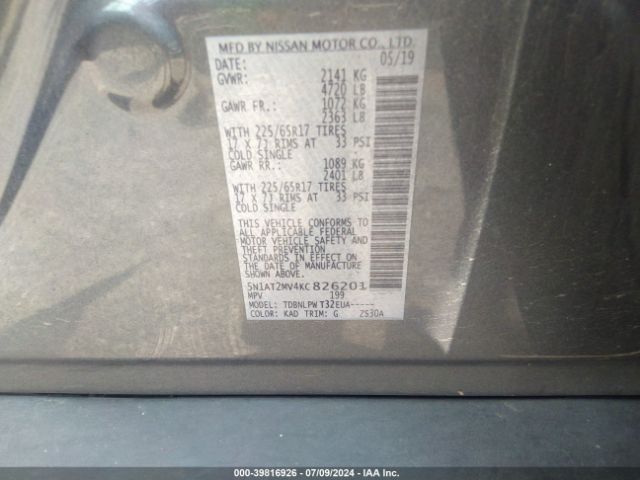 MFD BY NISSAN MOTOR CO., LTD.
DATE: 05/19
GVWR: 2141 KG
4720 LB
GAWR FR.: 1072 KG
2363 LB
WITH 225/65R17 TIRES
17 X 7J RIMS AT 33 PSI
COLD SINGLE
GAWR RR.: 1089 KG
2401 LB
WITH 225/65R17 TIRES
17 X 7J RIMS AT 33 PSI
COLD SINGLE
THIS VEHICLE CONFORMS TO
ALL APPLICABLE FEDERAL
MOTOR VEHICLE SAFETY AND
THEFT PREVENTION
STANDARDS IN EFFECT ON
THE DATE OF MANUFACTURE
SHOWN ABOVE.
5N1AT2MV4KC 826201
MPV 199
MODEL: TDBNLPW T32EUA-----
COLOR: KAD TRIM: G ZS30A
000-39816926 / 07/09/2024 / IAA Inc.